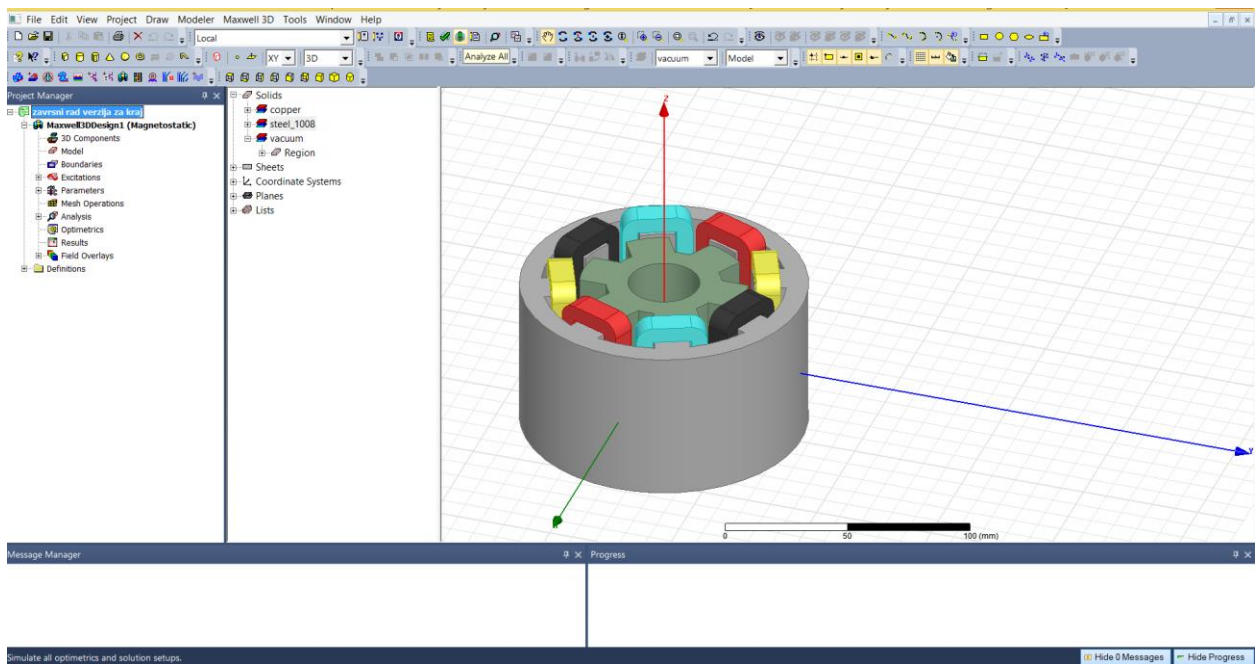 File Edit View Project Draw Modeler Maxwell 3D Tools Window Help
Local
XY 3D Analyze All vacuum Model
Project Manager
zavrsni rad verzija za kraj
Maxwell3DDesign1 (Magnetostatic)
3D Components
Model
Boundaries
Excitations
Parameters
Mesh Operations
Analysis
Optimetrics
Results
Field Overlays
Definitions
Solids
copper
steel_1008
vacuum
Region
Sheets
Coordinate Systems
Planes
Lists
Z
0 50 100 (mm)
Message Manager
Progress
Simulate all optimetrics and solution setups.
Hide 0 Messages Hide Progress